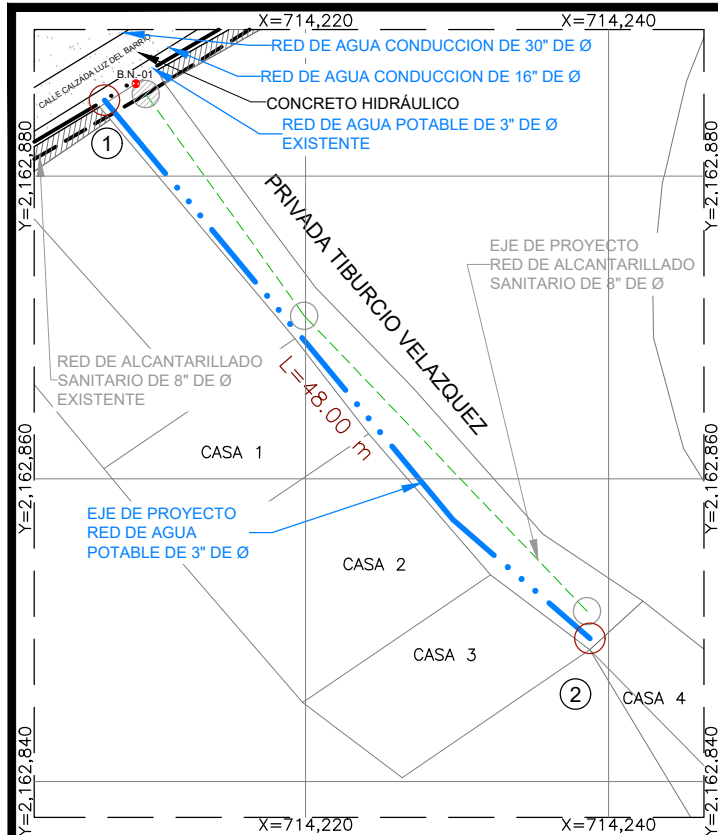 X=714,220
X=714,240
RED DE AGUA CONDUCCION DE 30" DE Ø
CALLE CALZADA LUZ DEL BARRIO
B.N.-01
RED DE AGUA CONDUCCION DE 16" DE Ø
CONCRETO HIDRÁULICO
RED DE AGUA POTABLE DE 3" DE Ø
EXISTENTE
1
Y=2,162,880
Y=2,162,880
PRIVADA TIBURCIO VELAZQUEZ
EJE DE PROYECTO
RED DE ALCANTARILLADO
SANITARIO DE 8" DE Ø
RED DE ALCANTARILLADO
SANITARIO DE 8" DE Ø
EXISTENTE
L=48.00 m
CASA 1
Y=2,162,860
Y=2,162,860
EJE DE PROYECTO
RED DE AGUA
POTABLE DE 3" DE Ø
CASA 2
CASA 3
2
CASA 4
Y=2,162,840
Y=2,162,840
X=714,220
X=714,240